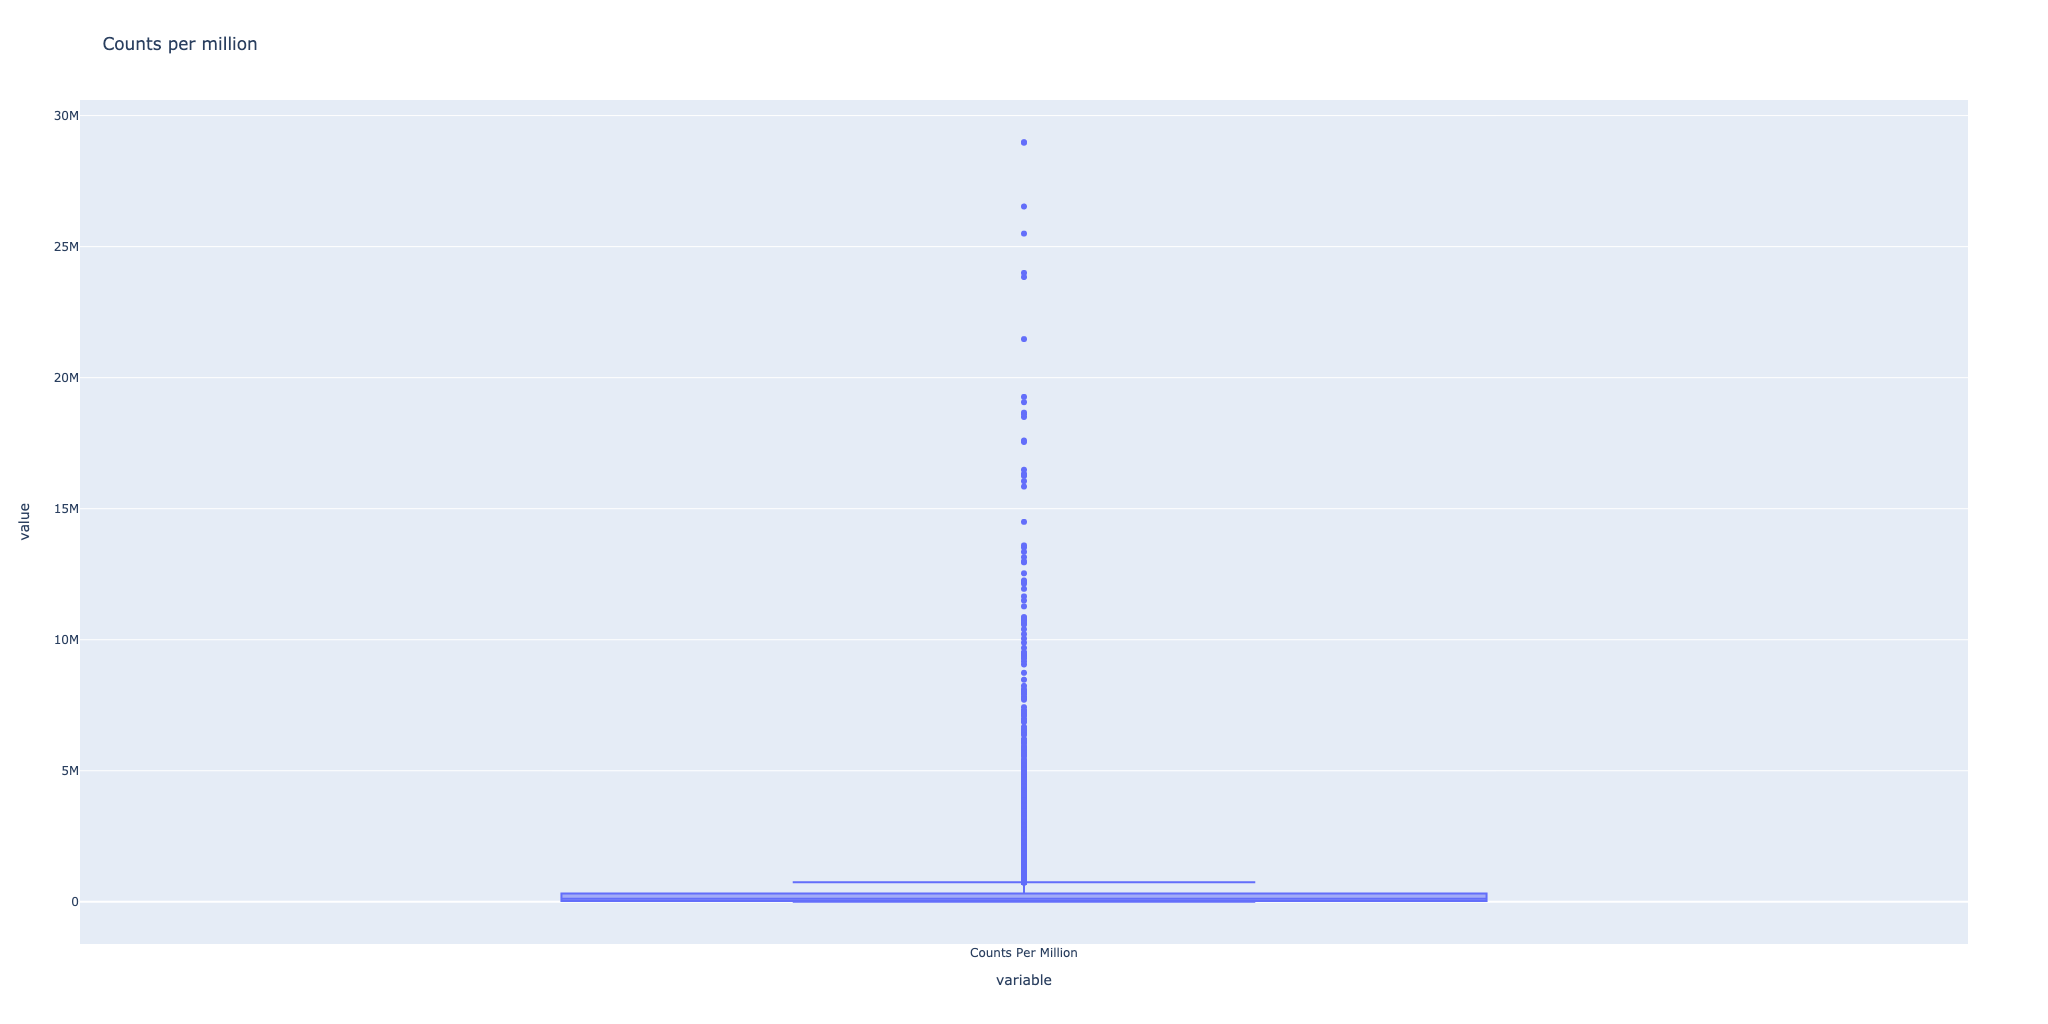 Counts per million
30M
25M
20M
15M
10M
5M
0
value
Counts Per Million
variable